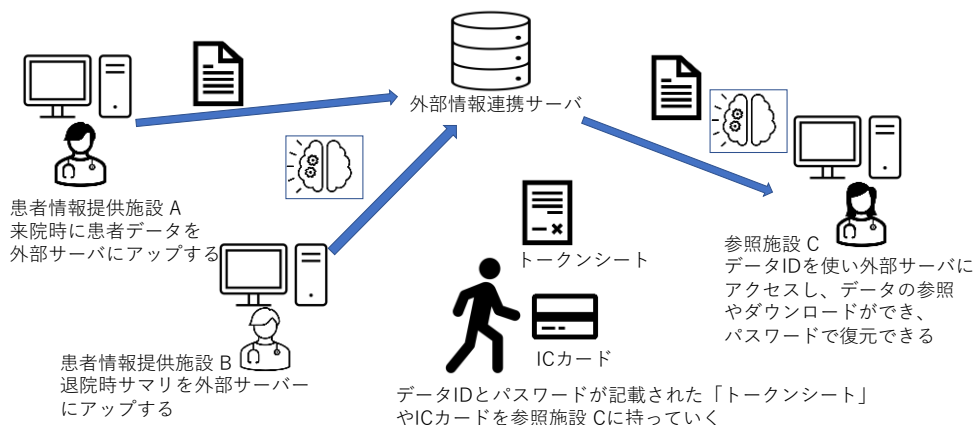 外部情報連携サーバ
患者情報提供施設 A
来院時に患者データを
外部サーバにアップする
トークンシート
参照施設 C
データIDを使い外部サーバに
アクセスし、データの参照
やダウンロードができ、
パスワードで復元できる
患者情報提供施設 B
退院時サマリを外部サーバー
にアップする
ICカード
データIDとパスワードが記載された「トークンシート」
やICカードを参照施設 Cに持っていく